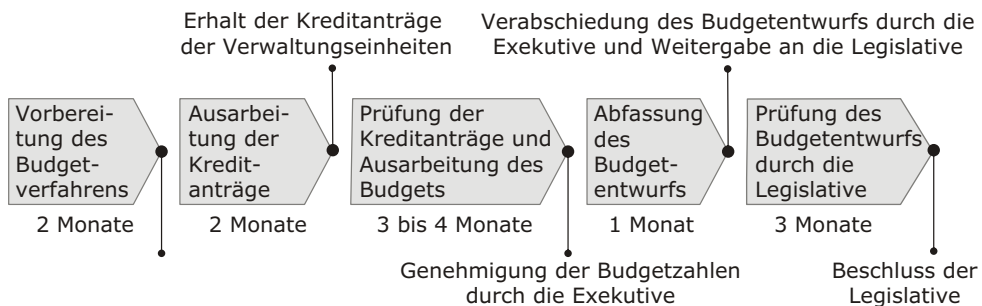 Erhalt der Kreditanträge
der Verwaltungseinheiten
Verabschiedung des Budgetentwurfs durch die
Exekutive und Weitergabe an die Legislative
Vorberei-
tung des
Budget-
verfahrens
Ausarbei-
tung der
Kredit-
anträge
Prüfung der
Kreditanträge und
Ausarbeitung des
Budgets
Abfassung
des
Budget-
entwurfs
Prüfung des
Budgetentwurfs
durch die
Legislative
2 Monate
2 Monate
3 bis 4 Monate
1 Monat
3 Monate
Genehmigung der Budgetzahlen
durch die Exekutive
Beschluss der
Legislative